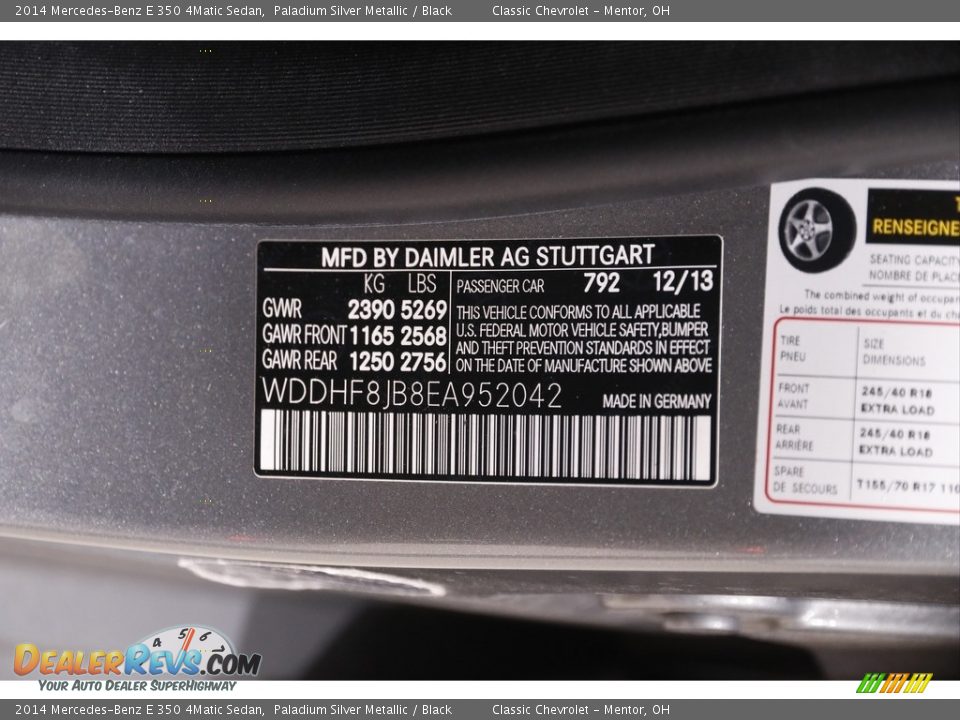 2014 Mercedes-Benz E 350 4Matic Sedan, Paladium Silver Metallic / Black Classic Chevrolet - Mentor, OH
MFD BY DAIMLER AG STUTTGART
KG LBS
GVWR 2390 5269
GAWR FRONT 1165 2568
GAWR REAR 1250 2756
PASSENGER CAR 792 12/13
THIS VEHICLE CONFORMS TO ALL APPLICABLE
U.S. FEDERAL MOTOR VEHICLE SAFETY,BUMPER
AND THEFT PREVENTION STANDARDS IN EFFECT
ON THE DATE OF MANUFACTURE SHOWN ABOVE
WDDHF8JB8EA952042 MADE IN GERMANY
RENSEIGNE
SEATING CAPACITY
NOMBRE DE PLAC
The combined weight of occupan
Le poids total des occupants et du ch
TIRE SIZE
PNEU DIMENSIONS
FRONT 245/40 R18
AVANT EXTRA LOAD
REAR 245/40 R18
ARRIÈRE EXTRA LOAD
SPARE
DE SECOURS T155/70 R17 110
4 5 6
DealerRevs.com
Your Auto Dealer SuperHighway
2014 Mercedes-Benz E 350 4Matic Sedan, Paladium Silver Metallic / Black Classic Chevrolet - Mentor, OH